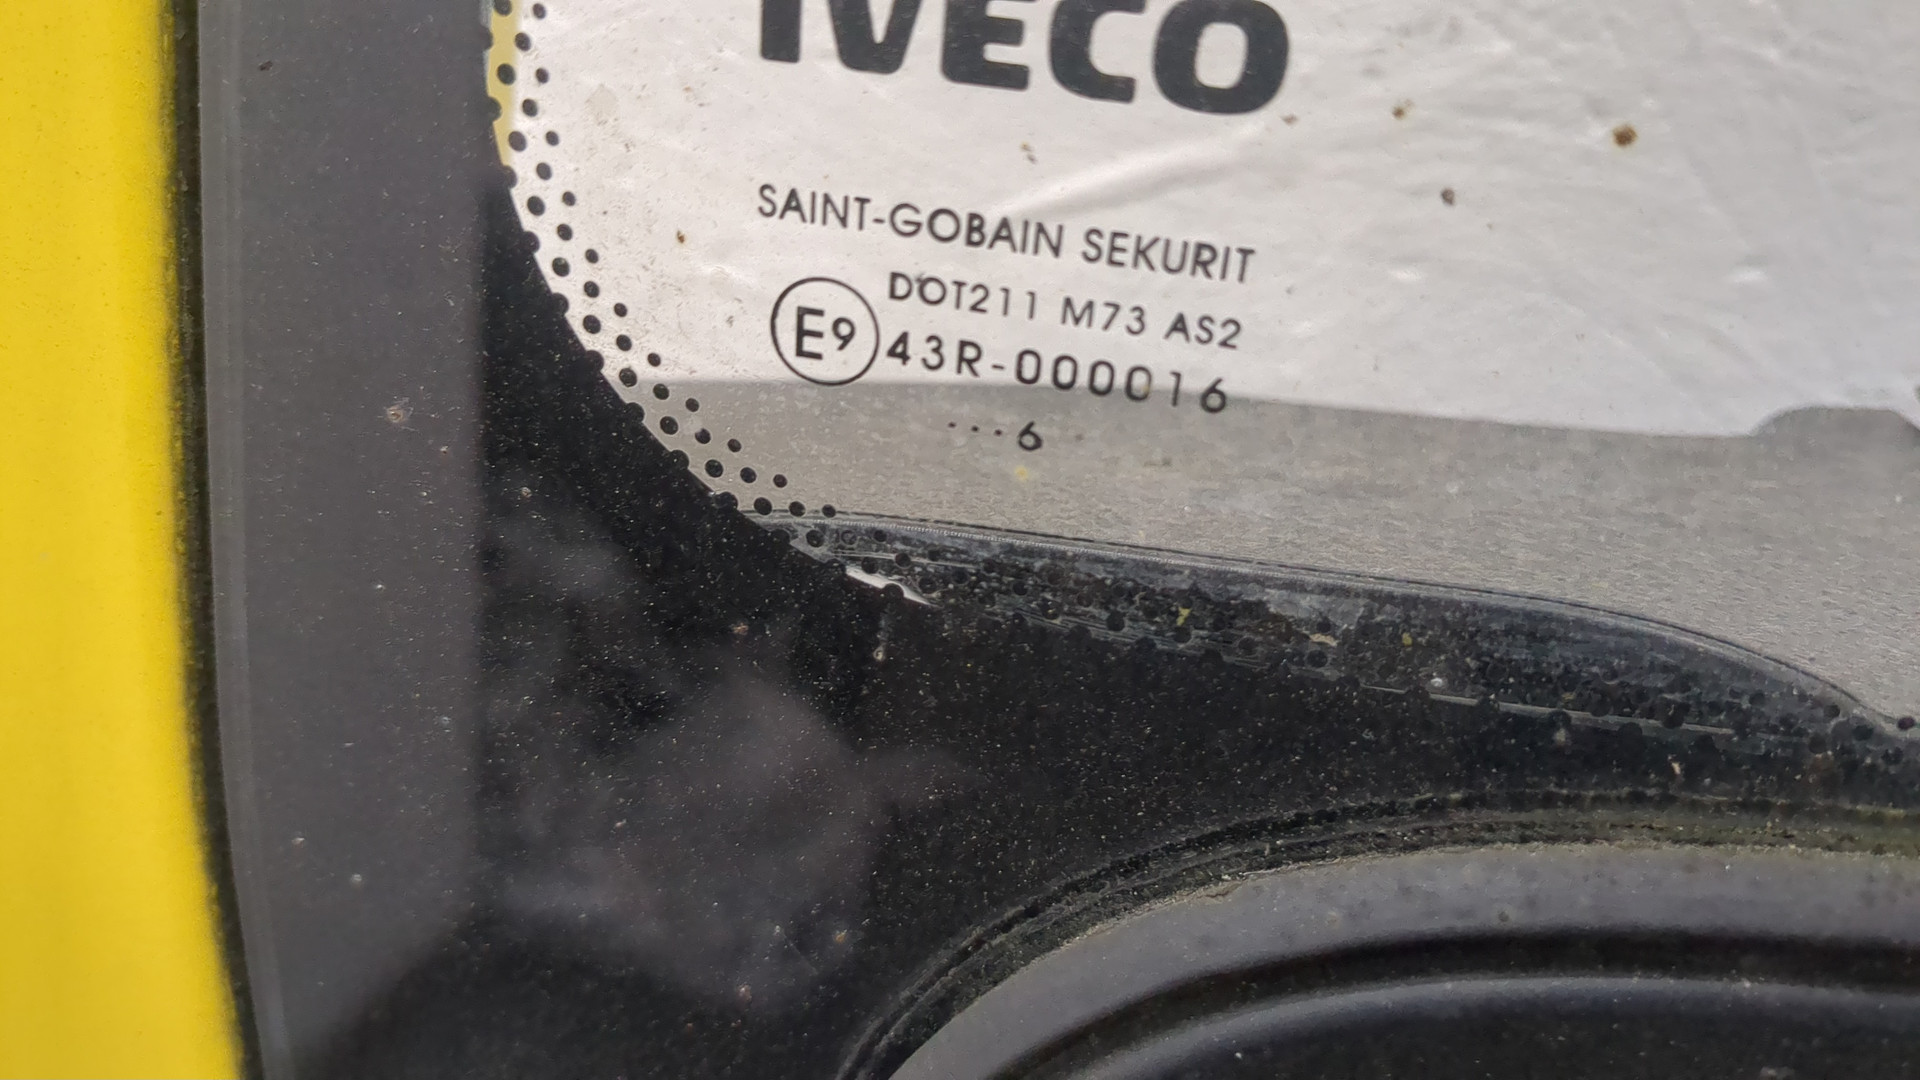 IVECO
SAINT-GOBAIN SEKURIT
DOT211 M73 AS2
E9 43R-000016
...6